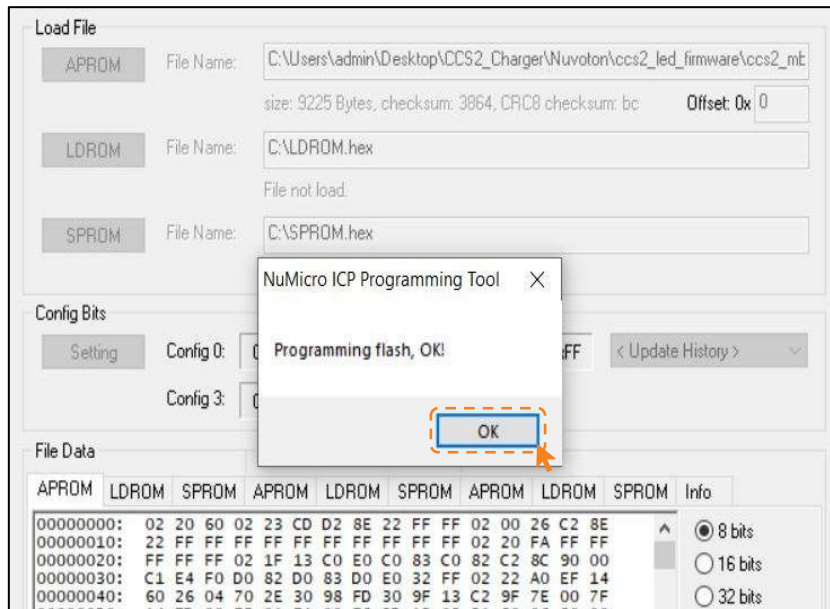 Load File
APROM File Name: C:\Users\admin\Desktop\CCS2_Charger\Nuvoton\ccs2_led_firmware\ccs2_mb
size: 9225 Bytes, checksum: 3864, CRC8 checksum: bc Offset: 0x 0
LDROM File Name: C:\LDROM.hex
File not load.
SPROM File Name: C:\SPROM.hex
NuMicro ICP Programming Tool
Programming flash, OK!
OK
Config Bits
Setting Config 0: FF < Update History >
Config 3:
File Data
APROM LDROM SPROM APROM LDROM SPROM APROM LDROM SPROM Info
00000000: 02 20 60 02 23 CD D2 8E 22 FF FF 02 00 26 C2 8E
00000010: 22 FF FF FF FF FF FF FF FF FF FF 02 20 FA FF FF
00000020: FF FF FF 02 1F 13 C0 E0 C0 83 C0 82 C2 8C 90 00
00000030: C1 E4 F0 D0 82 D0 83 D0 E0 32 FF 02 22 A0 EF 14
00000040: 60 26 04 70 2E 30 98 FD 30 9F 13 C2 9F 7E 00 7F
8 bits
16 bits
32 bits